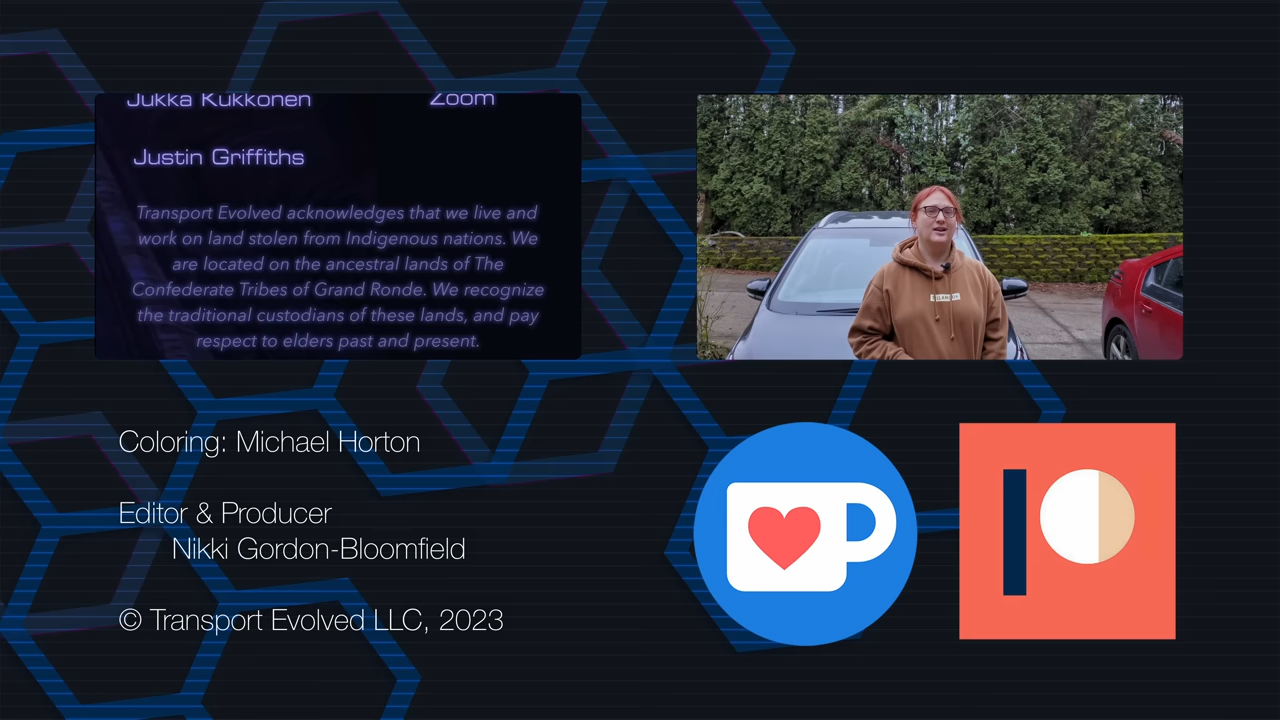 Jukka Kukkonen
Zoom
Justin Griffiths
Transport Evolved acknowledges that we live and
work on land stolen from Indigenous nations. We
are located on the ancestral lands of The
Confederate Tribes of Grand Ronde. We recognize
the traditional custodians of these lands, and pay
respect to elders past and present.
Coloring: Michael Horton
Editor & Producer
Nikki Gordon-Bloomfield
© Transport Evolved LLC, 2023